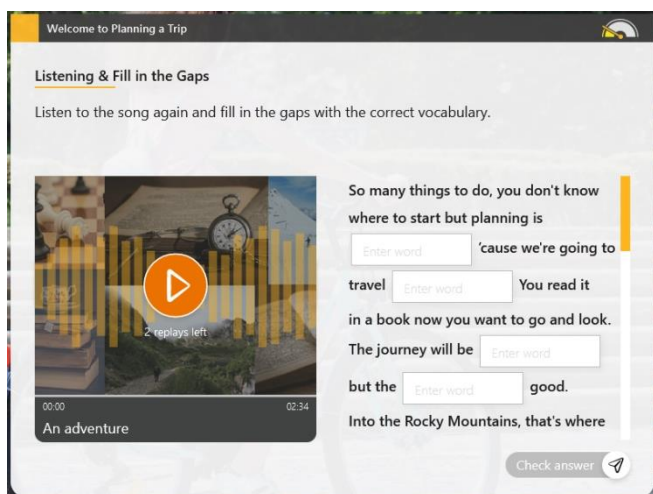 Welcome to Planning a Trip
Listening & Fill in the Gaps
Listen to the song again and fill in the gaps with the correct vocabulary.
2 replays left
00:00
02:34
An adventure
So many things to do, you don't know
where to start but planning is
Enter word 'cause we're going to
travel Enter word You read it
in a book now you want to go and look.
The journey will be Enter word
but the Enter word good.
Into the Rocky Mountains, that's where
Check answer